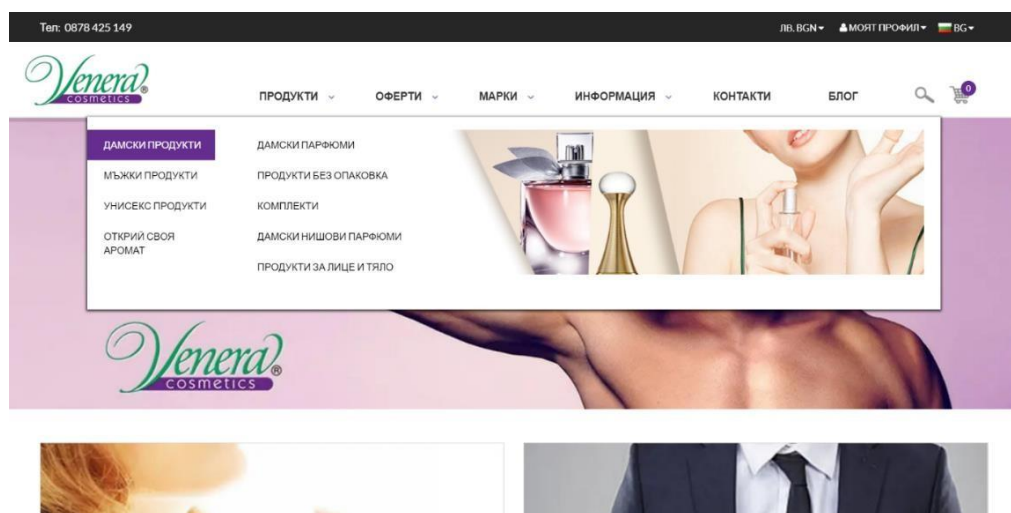 Тел: 0878 425 149
ЛВ. BGN
МОЯТ ПРОФИЛ
BG
Venera®
cosmetics
ПРОДУКТИ
ОФЕРТИ
МАРКИ
ИНФОРМАЦИЯ
КОНТАКТИ
БЛОГ
0
ДАМСКИ ПРОДУКТИ
МЪЖКИ ПРОДУКТИ
УНИСЕКС ПРОДУКТИ
ОТКРИЙ СВОЯ
АРОМАТ
ДАМСКИ ПАРФЮМИ
ПРОДУКТИ БЕЗ ОПАКОВКА
КОМПЛЕКТИ
ДАМСКИ НИШОВИ ПАРФЮМИ
ПРОДУКТИ ЗА ЛИЦЕ И ТЯЛО
Venera®
cosmetics